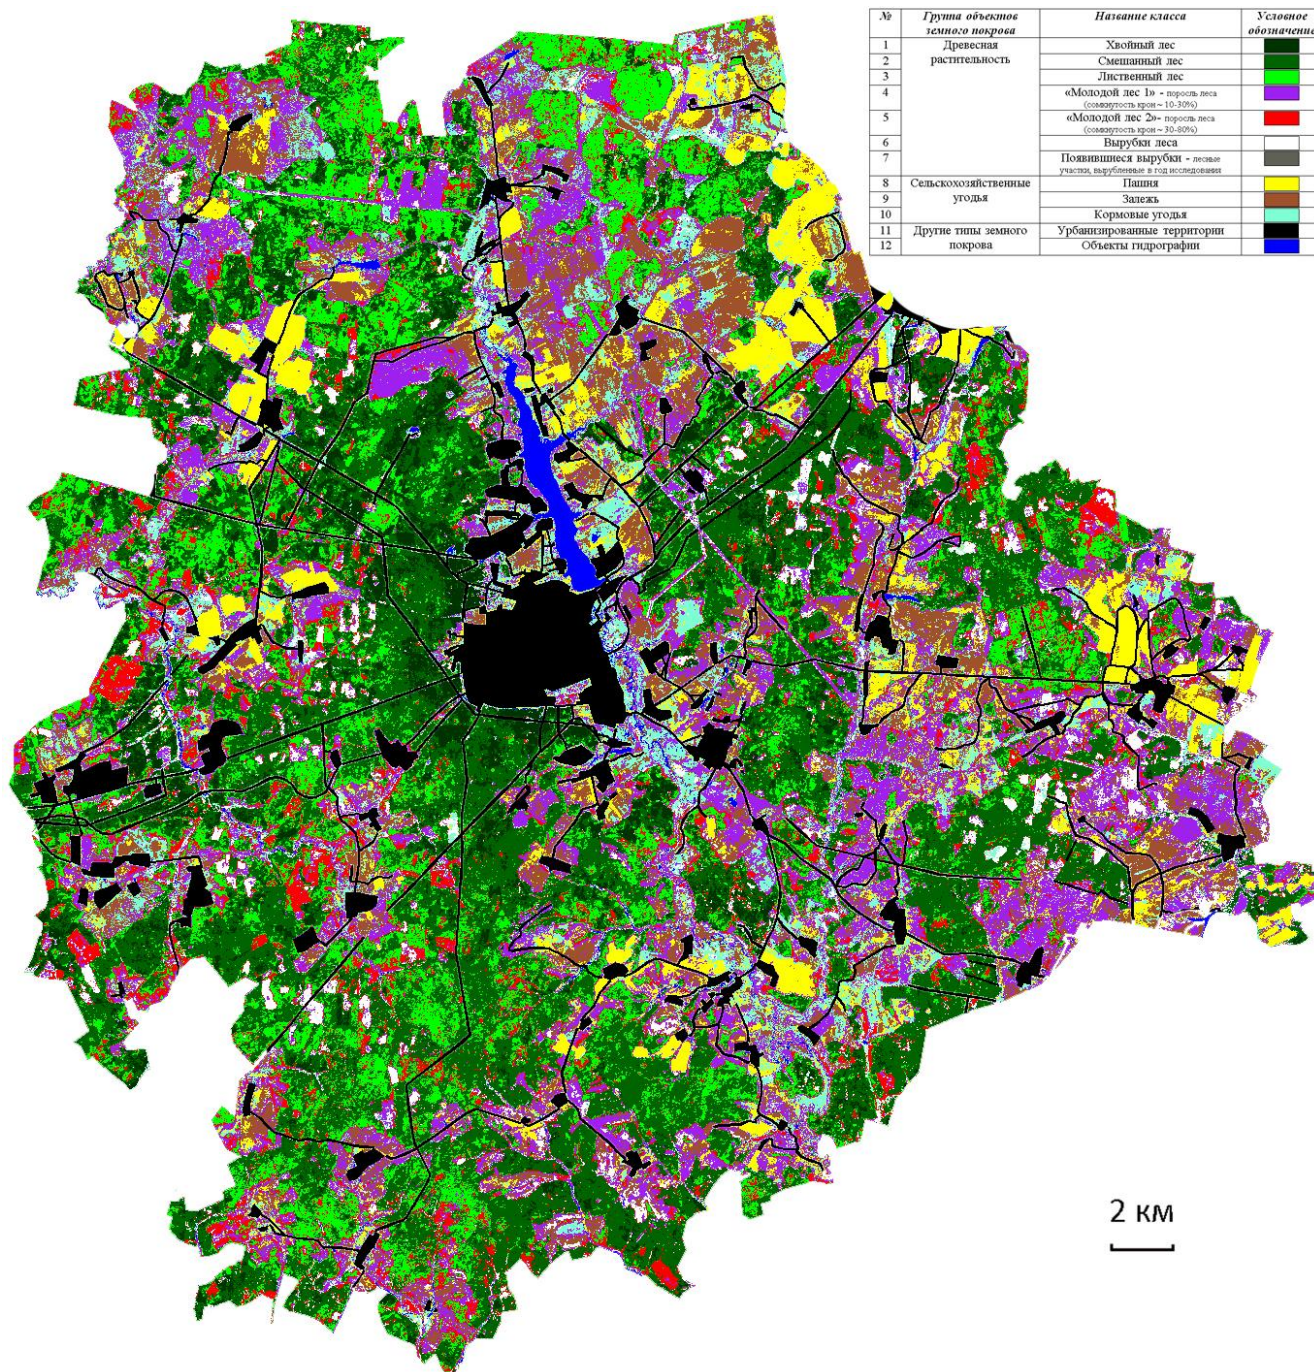 № Группа объектов Название класса Условное
земного покрова обозначение
1 Древесная Хвойный лес
2 растительность Смешанный лес
3 Лиственный лес
4 «Молодой лес 1» - поросль леса
(сомкнутость крон ~ 10-30%)
5 «Молодой лес 2»- поросль леса
(сомкнутость крон ~ 30-80%)
6 Вырубки леса
7 Появившиеся вырубки - лесные
участки, вырубленные в год исследования
8 Сельскохозяйственные Пашня
9 угодья Залежь
10 Кормовые угодья
11 Другие типы земного Урбанизированные территории
12 покрова Объекты гидрографии
2 км